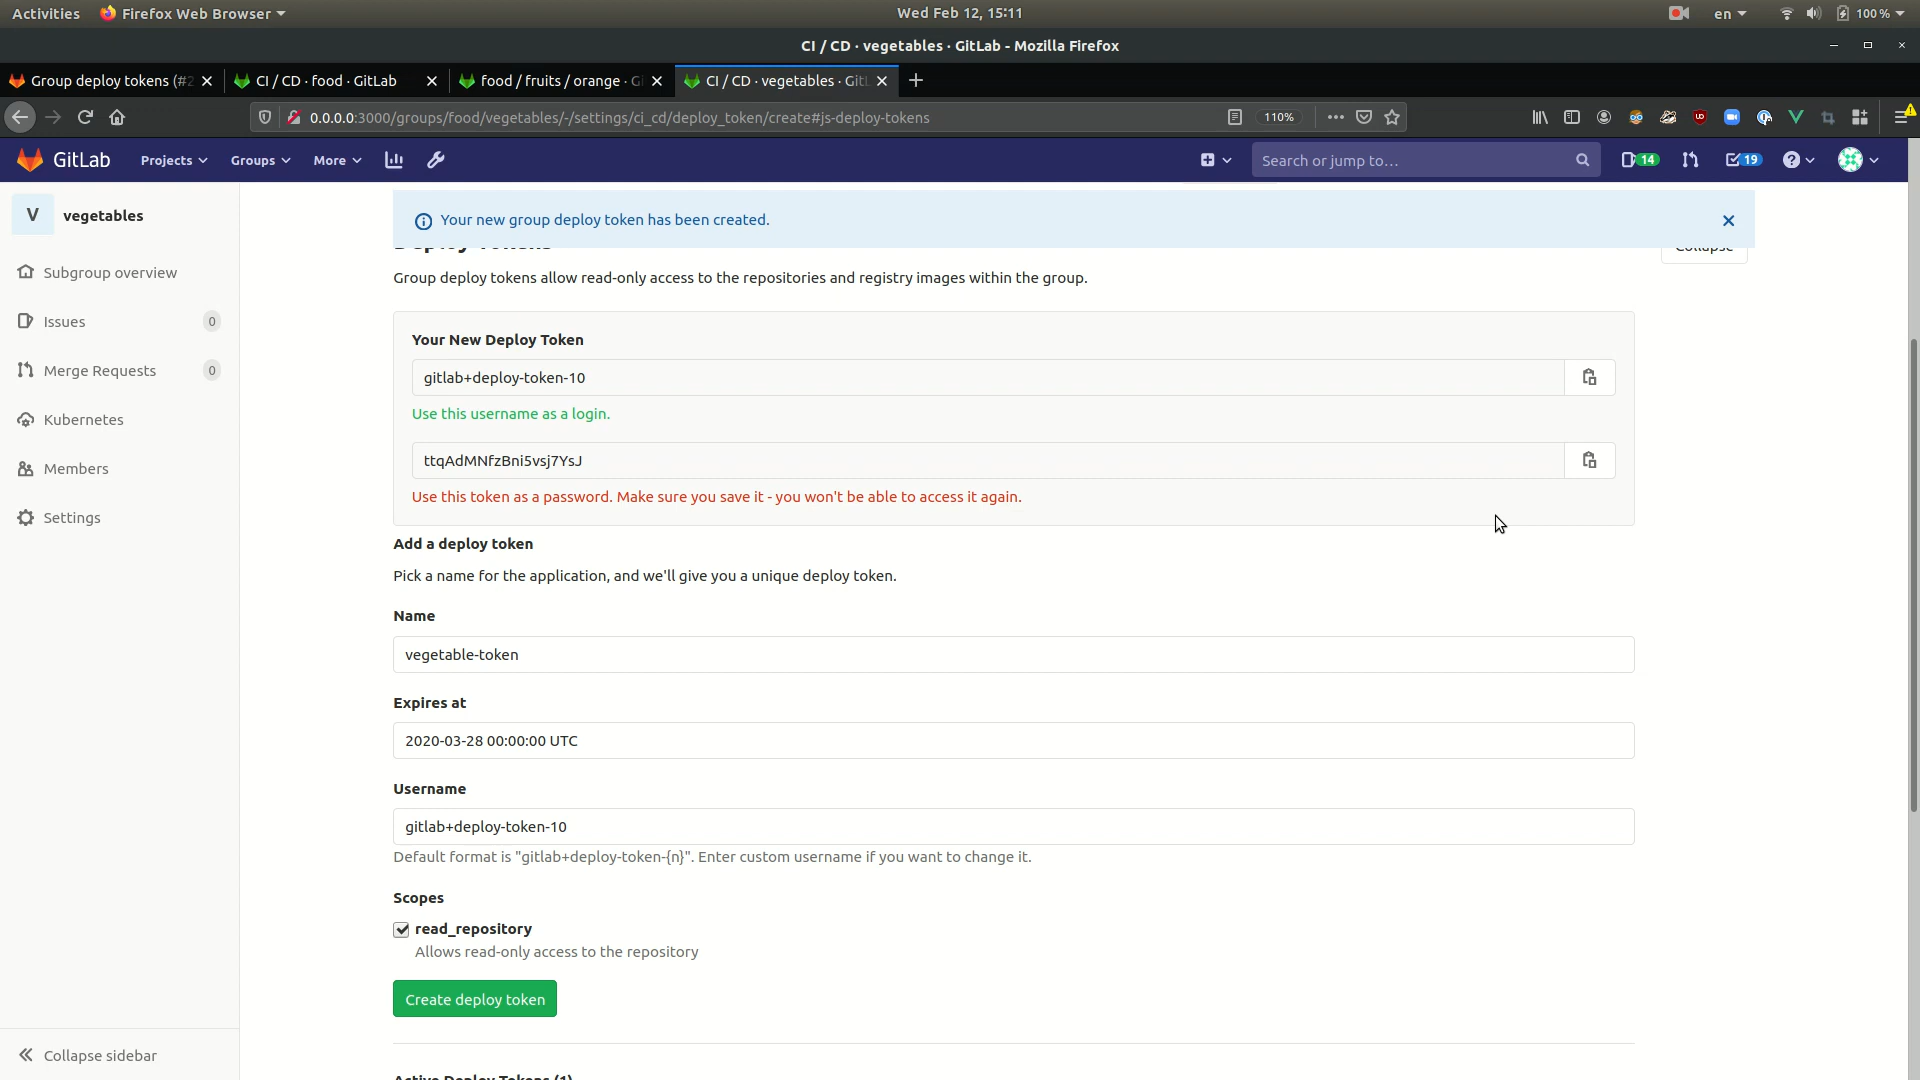 Activities Firefox Web Browser Wed Feb 12, 15:11 en 100 %
CI / CD · vegetables · GitLab - Mozilla Firefox
Group deploy tokens (#2 CI / CD · food · GitLab food / fruits / orange · G CI / CD · vegetables · GitL
0.0.0.0:3000/groups/food/vegetables/-/settings/ci_cd/deploy_token/create#js-deploy-tokens 110%
GitLab Projects Groups More Search or jump to... 14 19
V vegetables
Subgroup overview
Issues 0
Merge Requests 0
Kubernetes
Members
Settings
Collapse sidebar
Your new group deploy token has been created.
Deploy Tokens
Collapse
Group deploy tokens allow read-only access to the repositories and registry images within the group.
Your New Deploy Token
gitlab+deploy-token-10
Use this username as a login.
ttqAdMNfzBni5vsj7YsJ
Use this token as a password. Make sure you save it - you won't be able to access it again.
Add a deploy token
Pick a name for the application, and we'll give you a unique deploy token.
Name
vegetable-token
Expires at
2020-03-28 00:00:00 UTC
Username
gitlab+deploy-token-10
Default format is "gitlab+deploy-token-{n}". Enter custom username if you want to change it.
Scopes
read_repository
Allows read-only access to the repository
Create deploy token
Active Deploy Tokens (1)